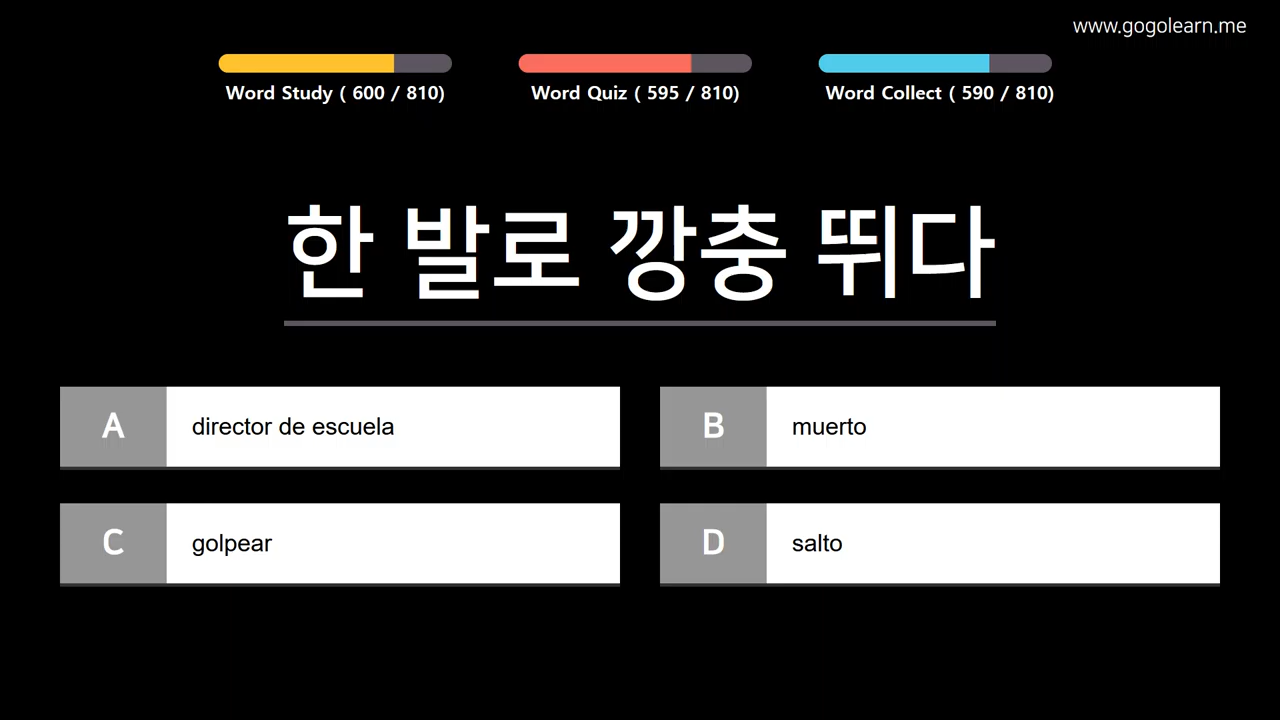 www.gogolearn.me
Word Study ( 600 / 810)
Word Quiz ( 595 / 810)
Word Collect ( 590 / 810)
한 발로 깡충 뛰다
A director de escuela
B muerto
C golpear
D salto